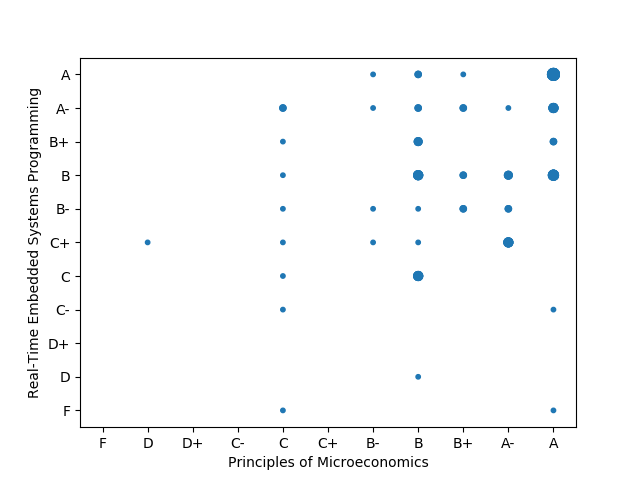 A
A-
B+
B
B-
C+
C
C-
D+
D
F
Real-Time Embedded Systems Programming
F D D+ C- C C+ B- B B+ A- A
Principles of Microeconomics